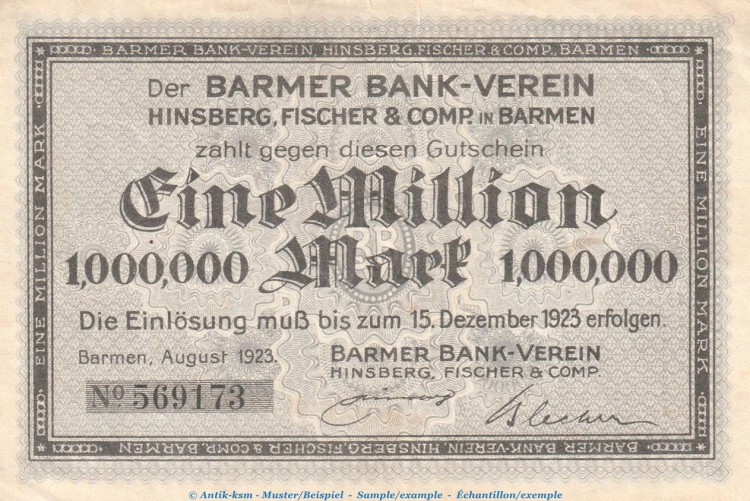 BARMER BANK-VEREIN, HINSBERG, FISCHER & COMP., BARMEN
Der BARMER BANK-VEREIN
HINSBERG, FISCHER & COMP. IN BARMEN
zahlt gegen diesen Gutschein
Eine Million
1,000,000 Mark 1,000,000
Die Einlösung muß bis zum 15. Dezember 1923 erfolgen.
Barmen, August 1923.
BARMER BANK-VEREIN
HINSBERG, FISCHER & COMP.
No 569173
EINE MILLION MARK
EINE MILLION MARK
BARMER BANK-VEREIN, HINSBERG, FISCHER & COMP., BARMEN
© Antik-ksm - Muster/Beispiel - Sample/example - Échantillon/exemple